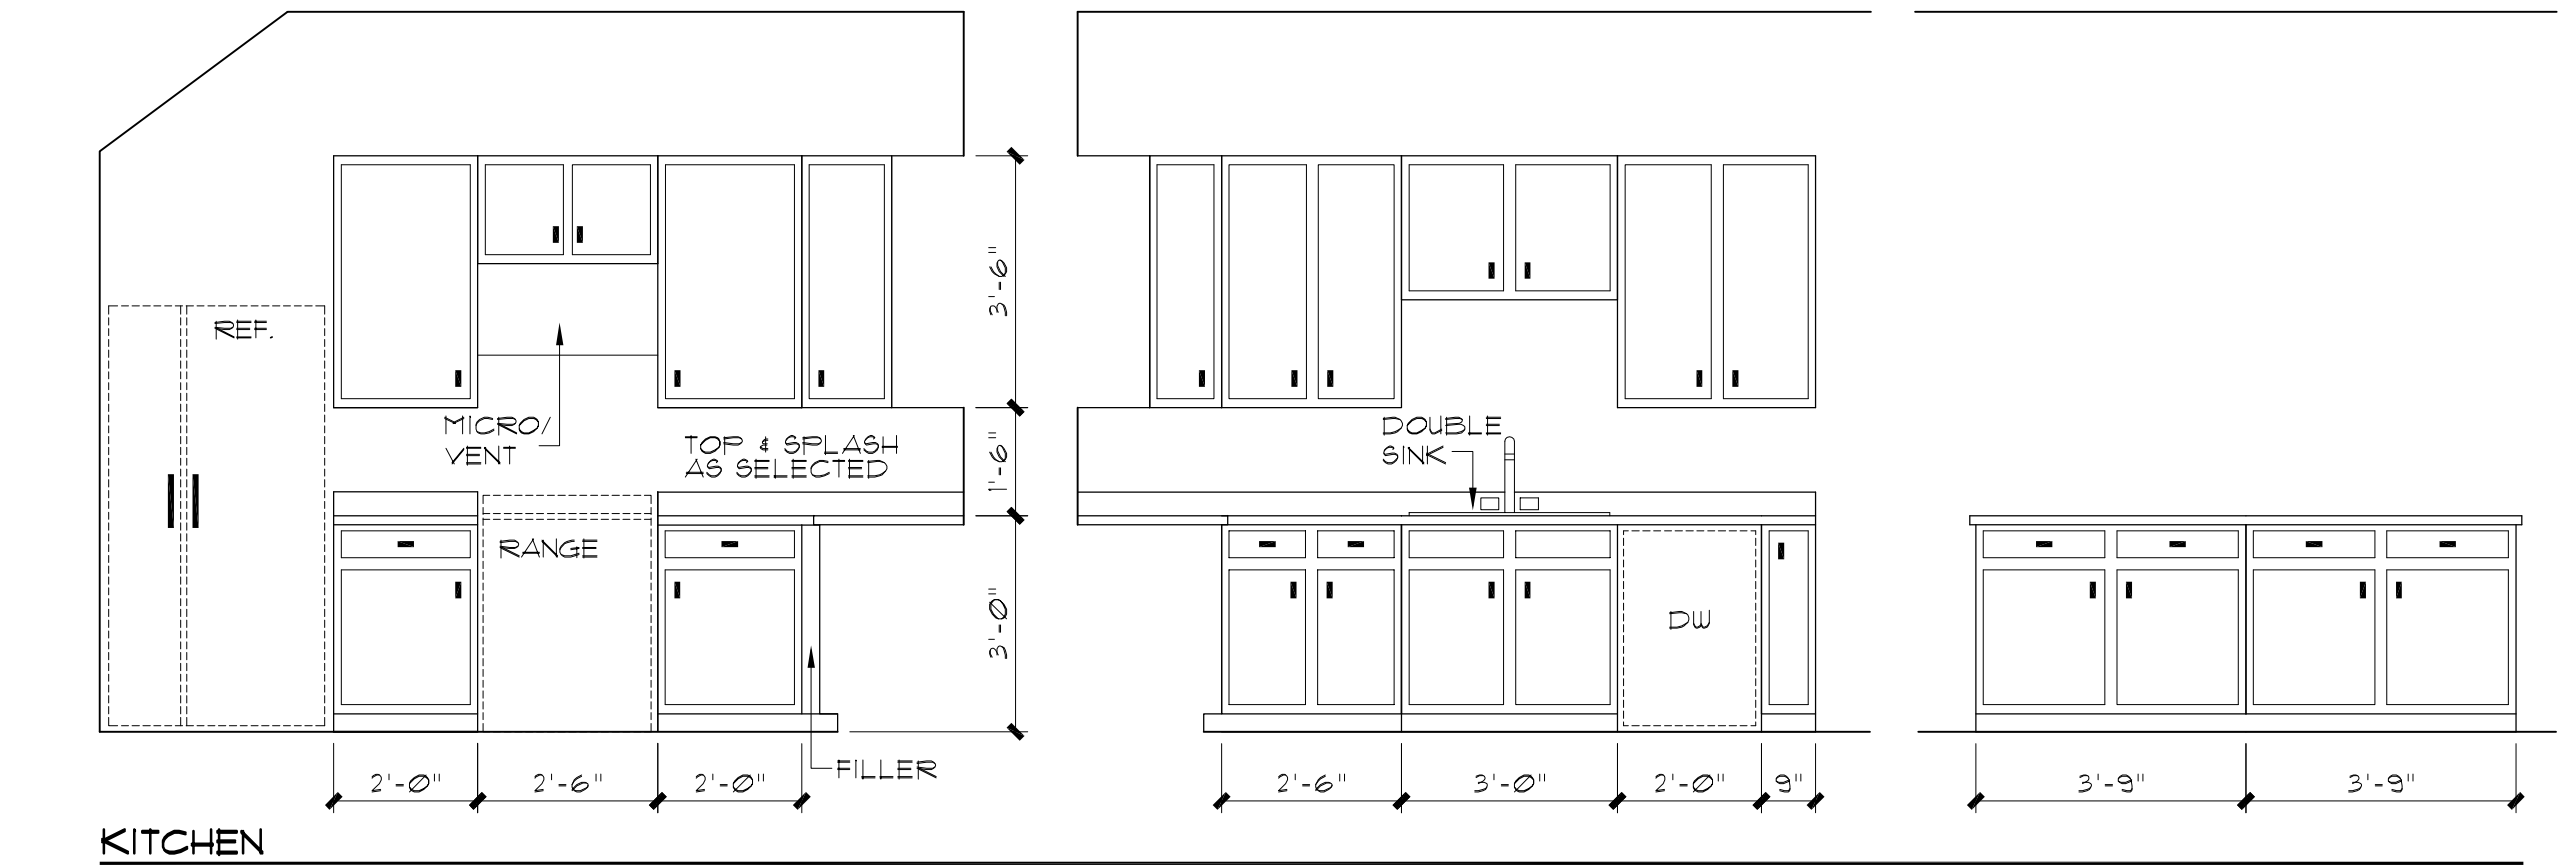 REF.
MICRO/
VENT
TOP & SPLASH
AS SELECTED
RANGE
FILLER
2'-0"
2'-6"
2'-0"
3'-6"
1'-6"
3'-0"
DOUBLE
SINK
DW
2'-6"
3'-0"
2'-0"
9"
3'-9"
3'-9"
KITCHEN